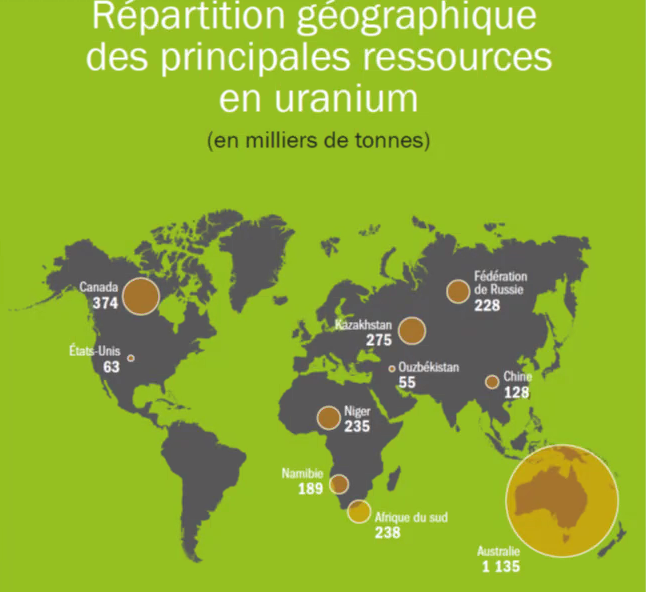 Répartition géographique
des principales ressources
en uranium
(en milliers de tonnes)
Canada
374
États-Unis
63
Fédération
de Russie
228
Kazakhstan
275
Ouzbékistan
55
Chine
128
Niger
235
Namibie
189
Afrique du sud
238
Australie
1 135